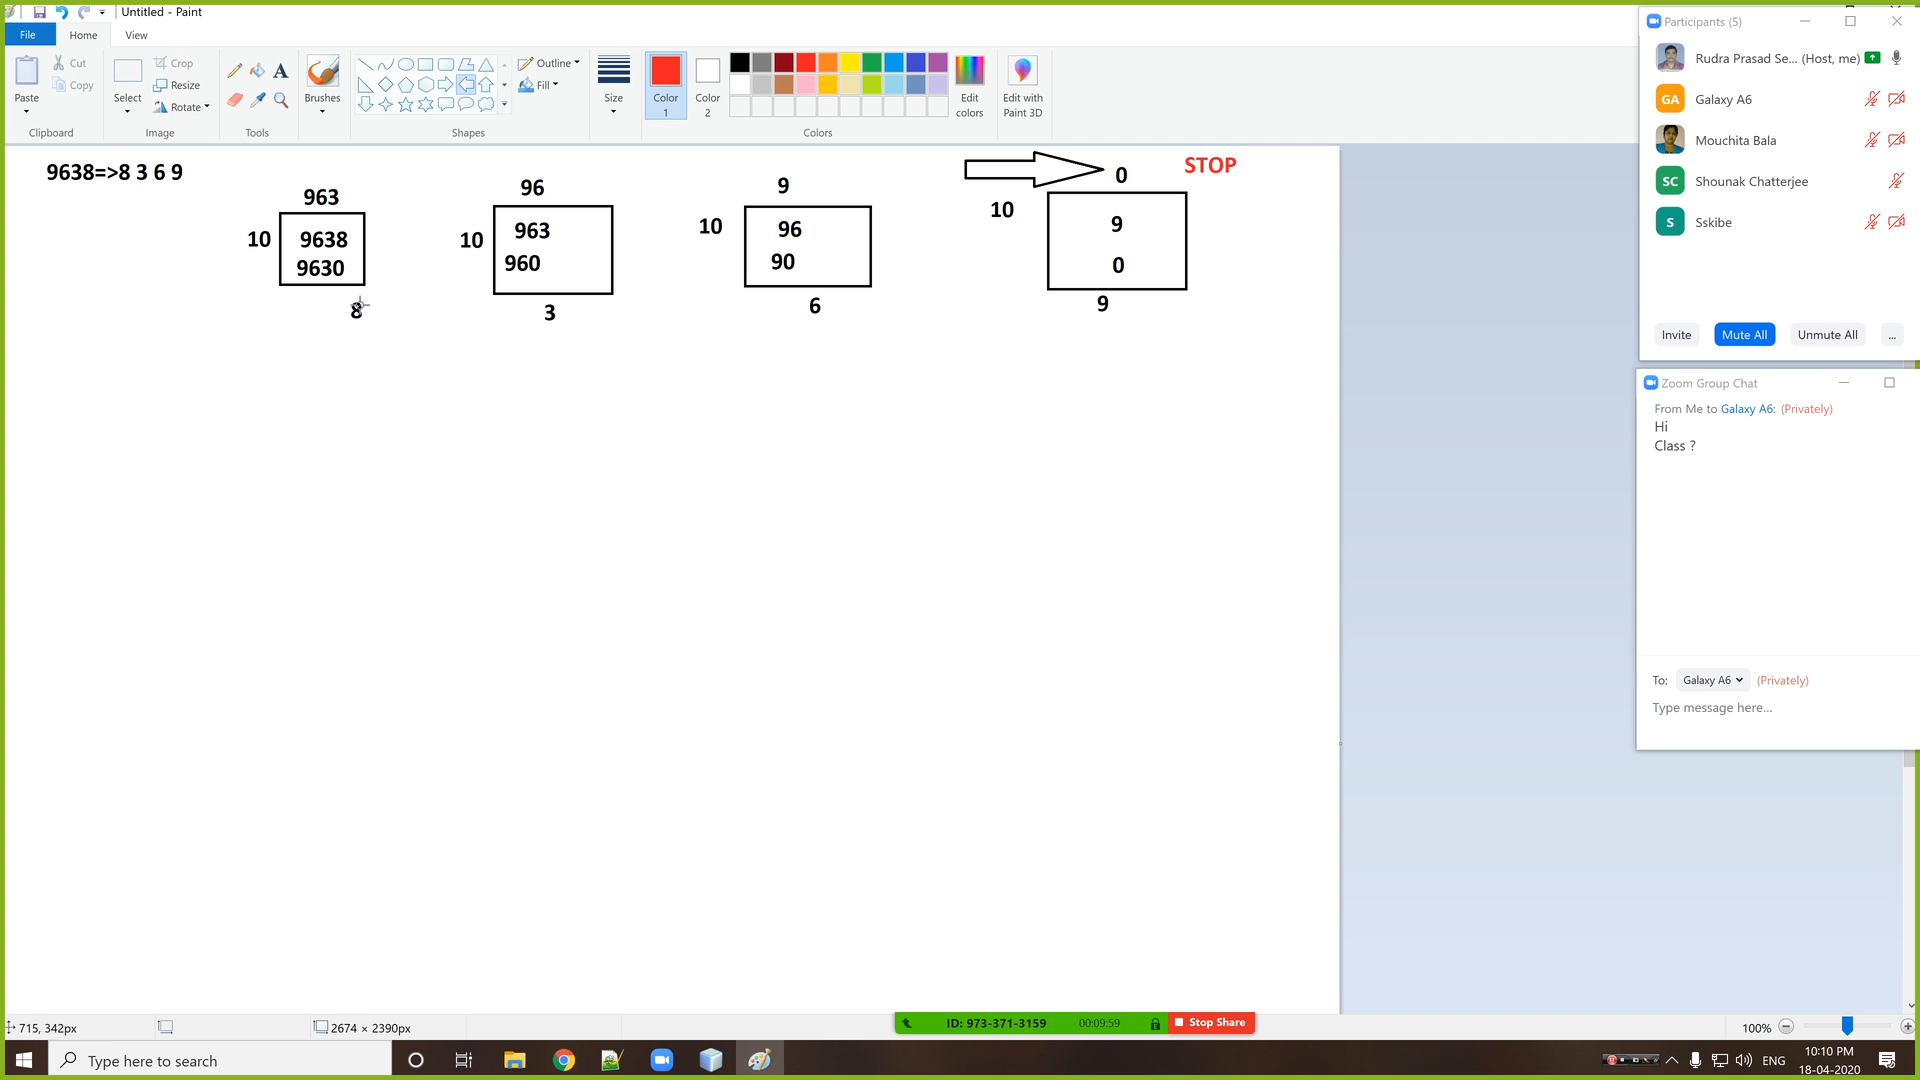 Untitled - Paint
File Home View
Paste
Cut
Copy
Clipboard
Select
Crop
Resize
Rotate
Image
Tools
Brushes
Shapes
Outline
Fill
Size
Color 1
Color 2
Colors
Edit colors
Edit with Paint 3D
9638=>8 3 6 9
963
10 9638
9630
8
96
10 963
960
3
9
10 96
90
6
0 STOP
10 9
0
9
Participants (5)
Rudra Prasad Se... (Host, me)
GA Galaxy A6
Mouchita Bala
SC Shounak Chatterjee
S Sskibe
Invite Mute All Unmute All ...
Zoom Group Chat
From Me to Galaxy A6: (Privately)
Hi
Class ?
To: Galaxy A6 (Privately)
Type message here...
715, 342px 2674 × 2390px
ID: 973-371-3159 00:09:59 Stop Share
100%
Type here to search
ENG
10:10 PM
18-04-2020